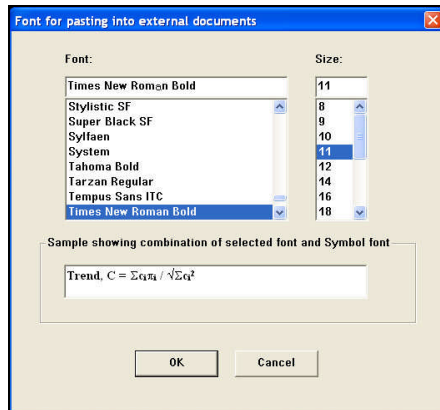 Font for pasting into external documents
Font: Size:
Times New Roman Bold 11
Stylistic SF 8
Super Black SF 9
Sylfaen 10
System 11
Tahoma Bold 12
Tarzan Regular 14
Tempus Sans ITC 16
Times New Roman Bold 18
Sample showing combination of selected font and Symbol font
Trend, C = Σcᵢπᵢ / √Σcᵢ²
OK Cancel